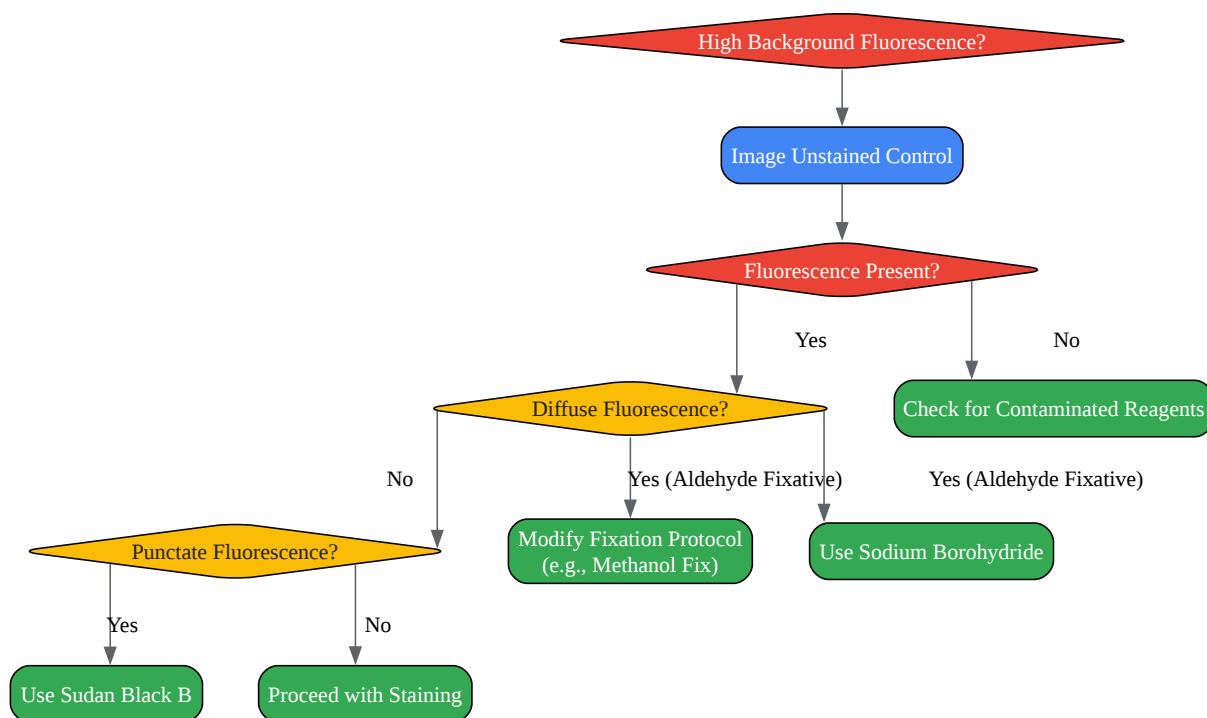 High Background Fluorescence?
Image Unstained Control
Fluorescence Present?
Yes
No
Diffuse Fluorescence?
Check for Contaminated Reagents
No
Yes (Aldehyde Fixative)
Yes (Aldehyde Fixative)
Punctate Fluorescence?
Modify Fixation Protocol
(e.g., Methanol Fix)
Use Sodium Borohydride
Yes
No
Use Sudan Black B
Proceed with Staining